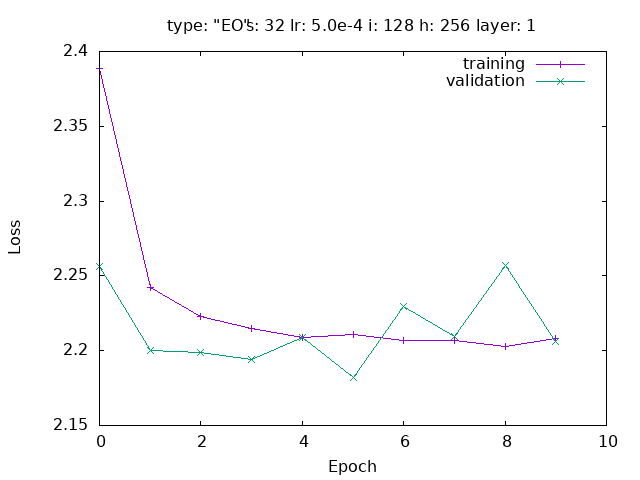 type: "EO's: 32 lr: 5.0e-4 i: 128 h: 256 layer: 1
training
validation
2.4
2.35
2.3
2.25
2.2
2.15
Loss
0 2 4 6 8 10
Epoch